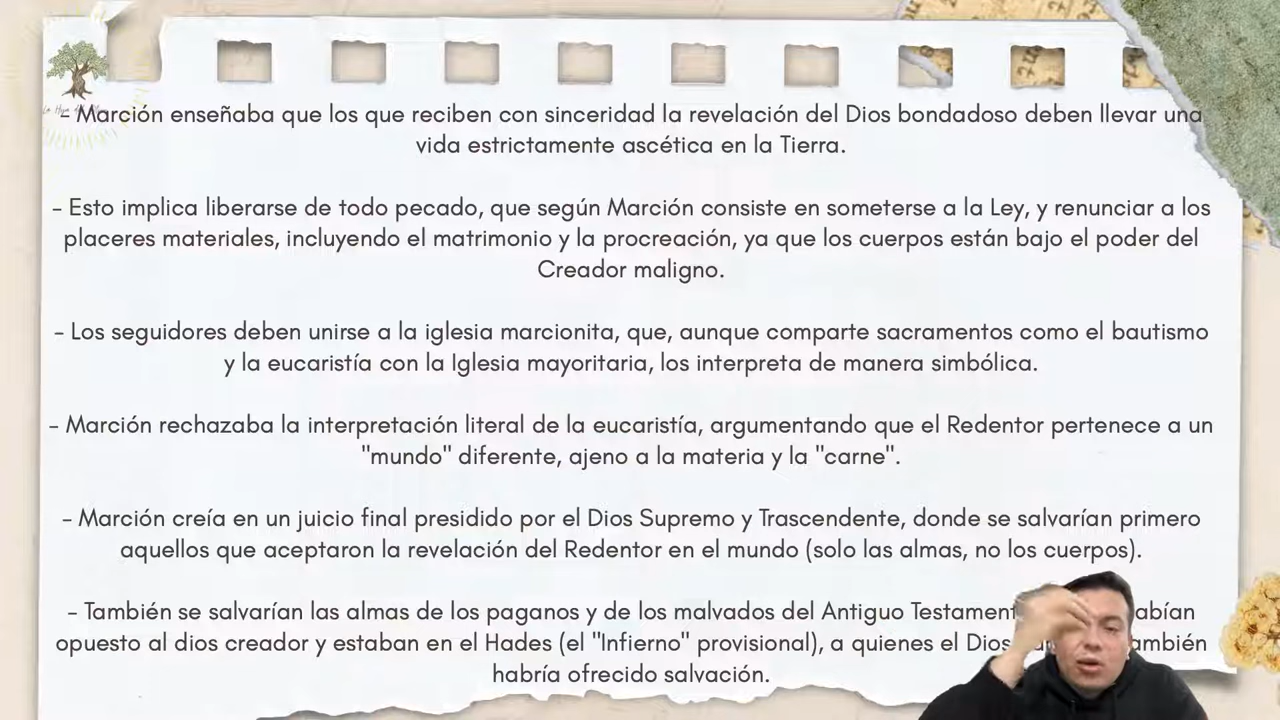 - Marción enseñaba que los que reciben con sinceridad la revelación del Dios bondadoso deben llevar una
vida estrictamente ascética en la Tierra.
- Esto implica liberarse de todo pecado, que según Marción consiste en someterse a la Ley, y renunciar a los
placeres materiales, incluyendo el matrimonio y la procreación, ya que los cuerpos están bajo el poder del
Creador maligno.
- Los seguidores deben unirse a la iglesia marcionita, que, aunque comparte sacramentos como el bautismo
y la eucaristía con la Iglesia mayoritaria, los interpreta de manera simbólica.
- Marción rechazaba la interpretación literal de la eucaristía, argumentando que el Redentor pertenece a un
"mundo" diferente, ajeno a la materia y la "carne".
- Marción creía en un juicio final presidido por el Dios Supremo y Trascendente, donde se salvarían primero
aquellos que aceptaron la revelación del Redentor en el mundo (solo las almas, no los cuerpos).
- También se salvarían las almas de los paganos y de los malvados del Antiguo
opuesto al dios creador y estaban en el Hades (el "Infierno" provisional), a quienes el Dios
habría ofrecido salvación.